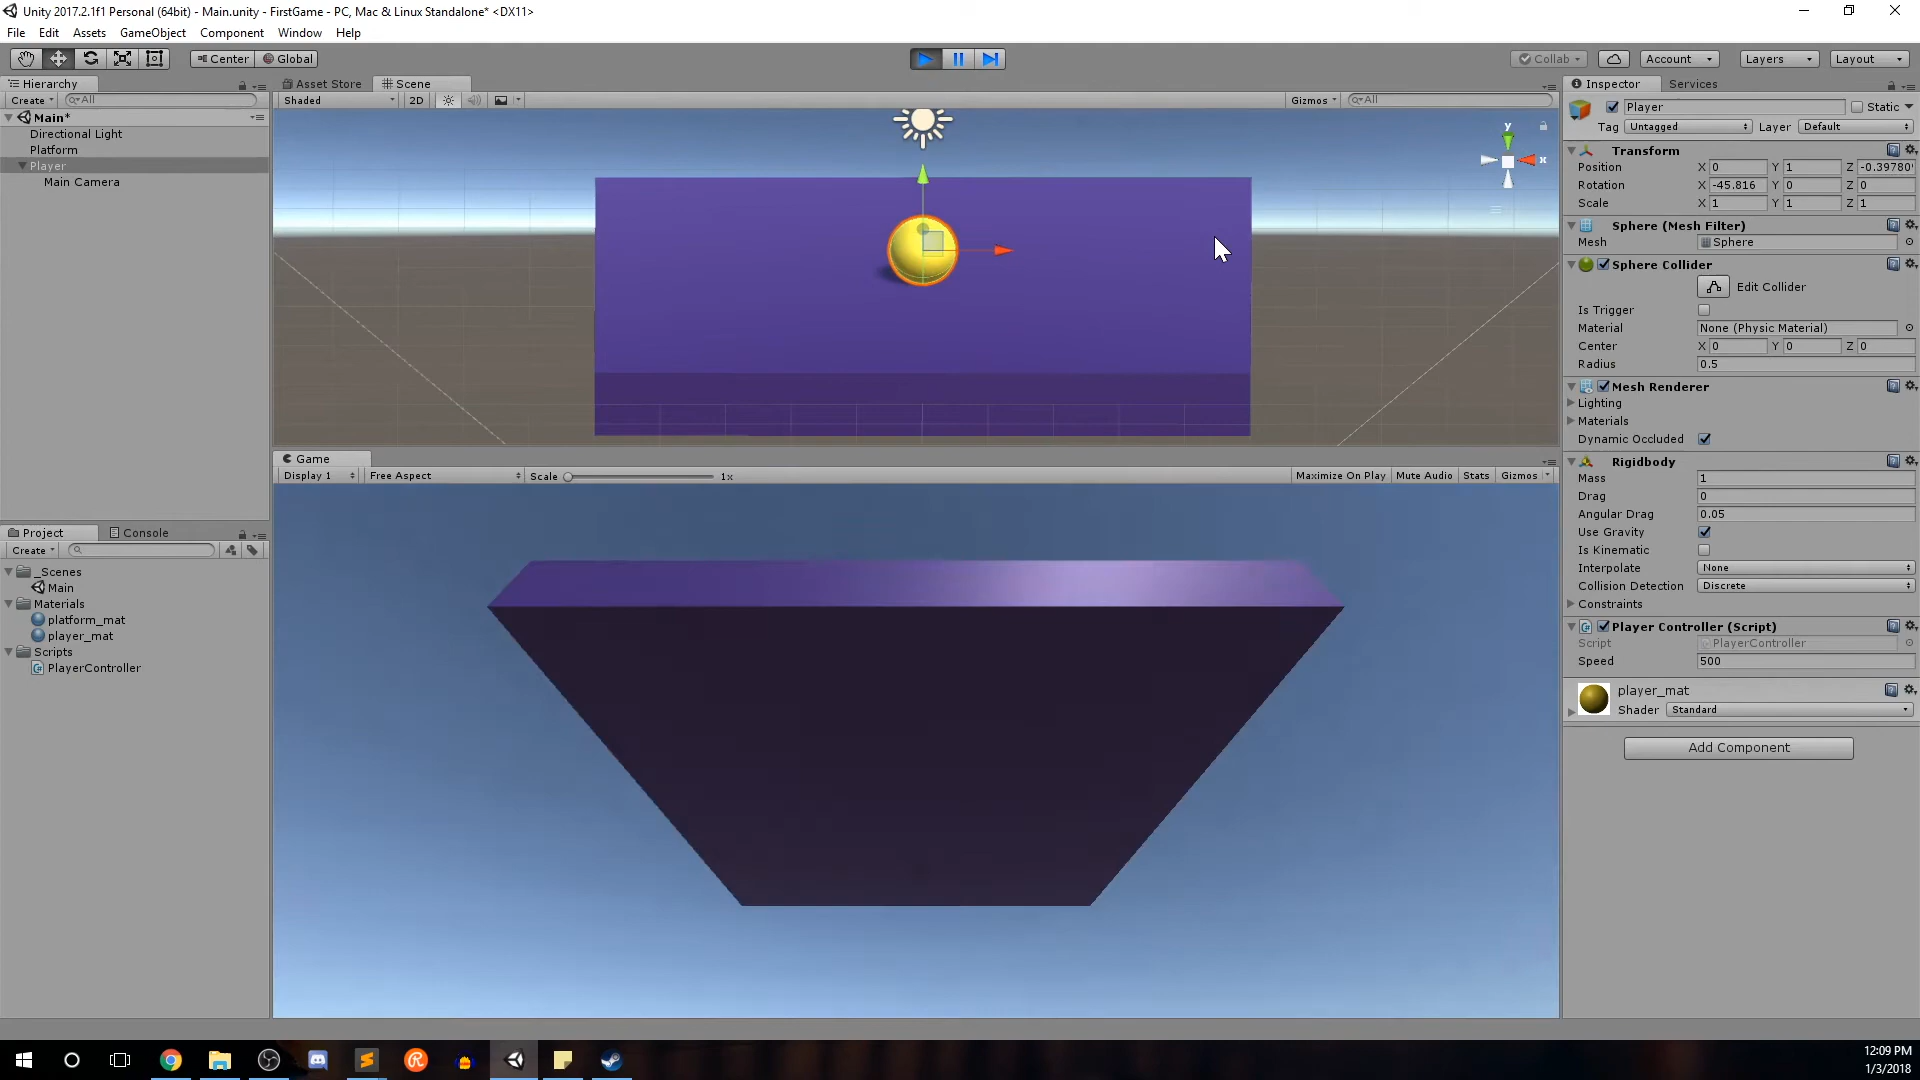 Unity 2017.2.1f1 Personal (64bit) - Main.unity - FirstGame - PC, Mac & Linux Standalone* <DX11>
File Edit Assets GameObject Component Window Help
Center Global Collab Account Layers Layout
Hierarchy
Create All
Main*
Directional Light
Platform
Player
Main Camera
Asset Store Scene
Shaded 2D Gizmos All
y
x
Game
Display 1 Free Aspect Scale 1x Maximize On Play Mute Audio Stats Gizmos
Project Console
Create
_Scenes
Main
Materials
platform_mat
player_mat
Scripts
PlayerController
Inspector Services
Player Static
Tag Untagged Layer Default
Transform
Position X 0 Y 1 Z -0.39780
Rotation X -45.816 Y 0 Z 0
Scale X 1 Y 1 Z 1
Sphere (Mesh Filter)
Mesh Sphere
Sphere Collider
Edit Collider
Is Trigger
Material None (Physic Material)
Center X 0 Y 0 Z 0
Radius 0.5
Mesh Renderer
Lighting
Materials
Dynamic Occluded
Rigidbody
Mass 1
Drag 0
Angular Drag 0.05
Use Gravity
Is Kinematic
Interpolate None
Collision Detection Discrete
Constraints
Player Controller (Script)
Script PlayerController
Speed 500
player_mat
Shader Standard
Add Component
12:09 PM
1/3/2018